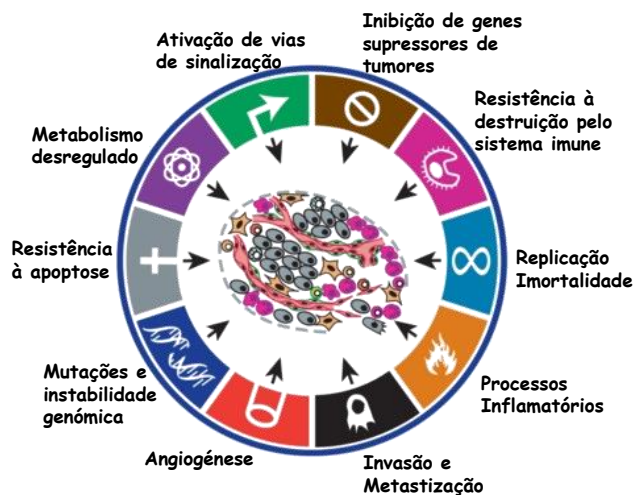 Ativação de vias
de sinalização
Inibição de genes
supressores de
tumores
Resistência à
destruição pelo
sistema imune
Replicação
Imortalidade
Processos
Inflamatórios
Invasão e
Metastização
Angiogénese
Mutações e
instabilidade
genómica
Resistência
à apoptose
Metabolismo
desregulado